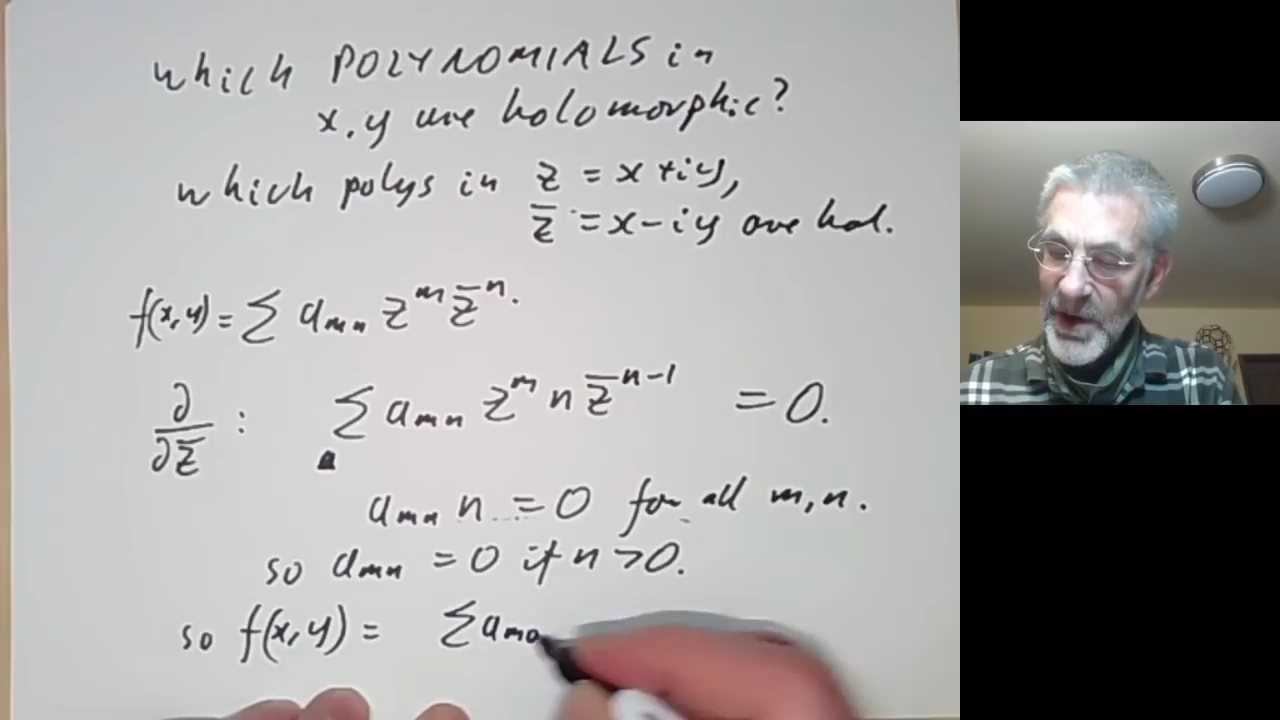 which POLYNOMIALS in
x,y are holomorphic?
which polys in z = x+iy,
z̅ = x-iy are hol.
f(x,y) = Σ a_mn z^m z̅^n.
∂/∂z̅ : Σ a_mn z^m n z̅^(n-1) = 0.
a_mn n = 0 for all m,n.
so a_mn = 0 if n>0.
so f(x,y) = Σ a_m0